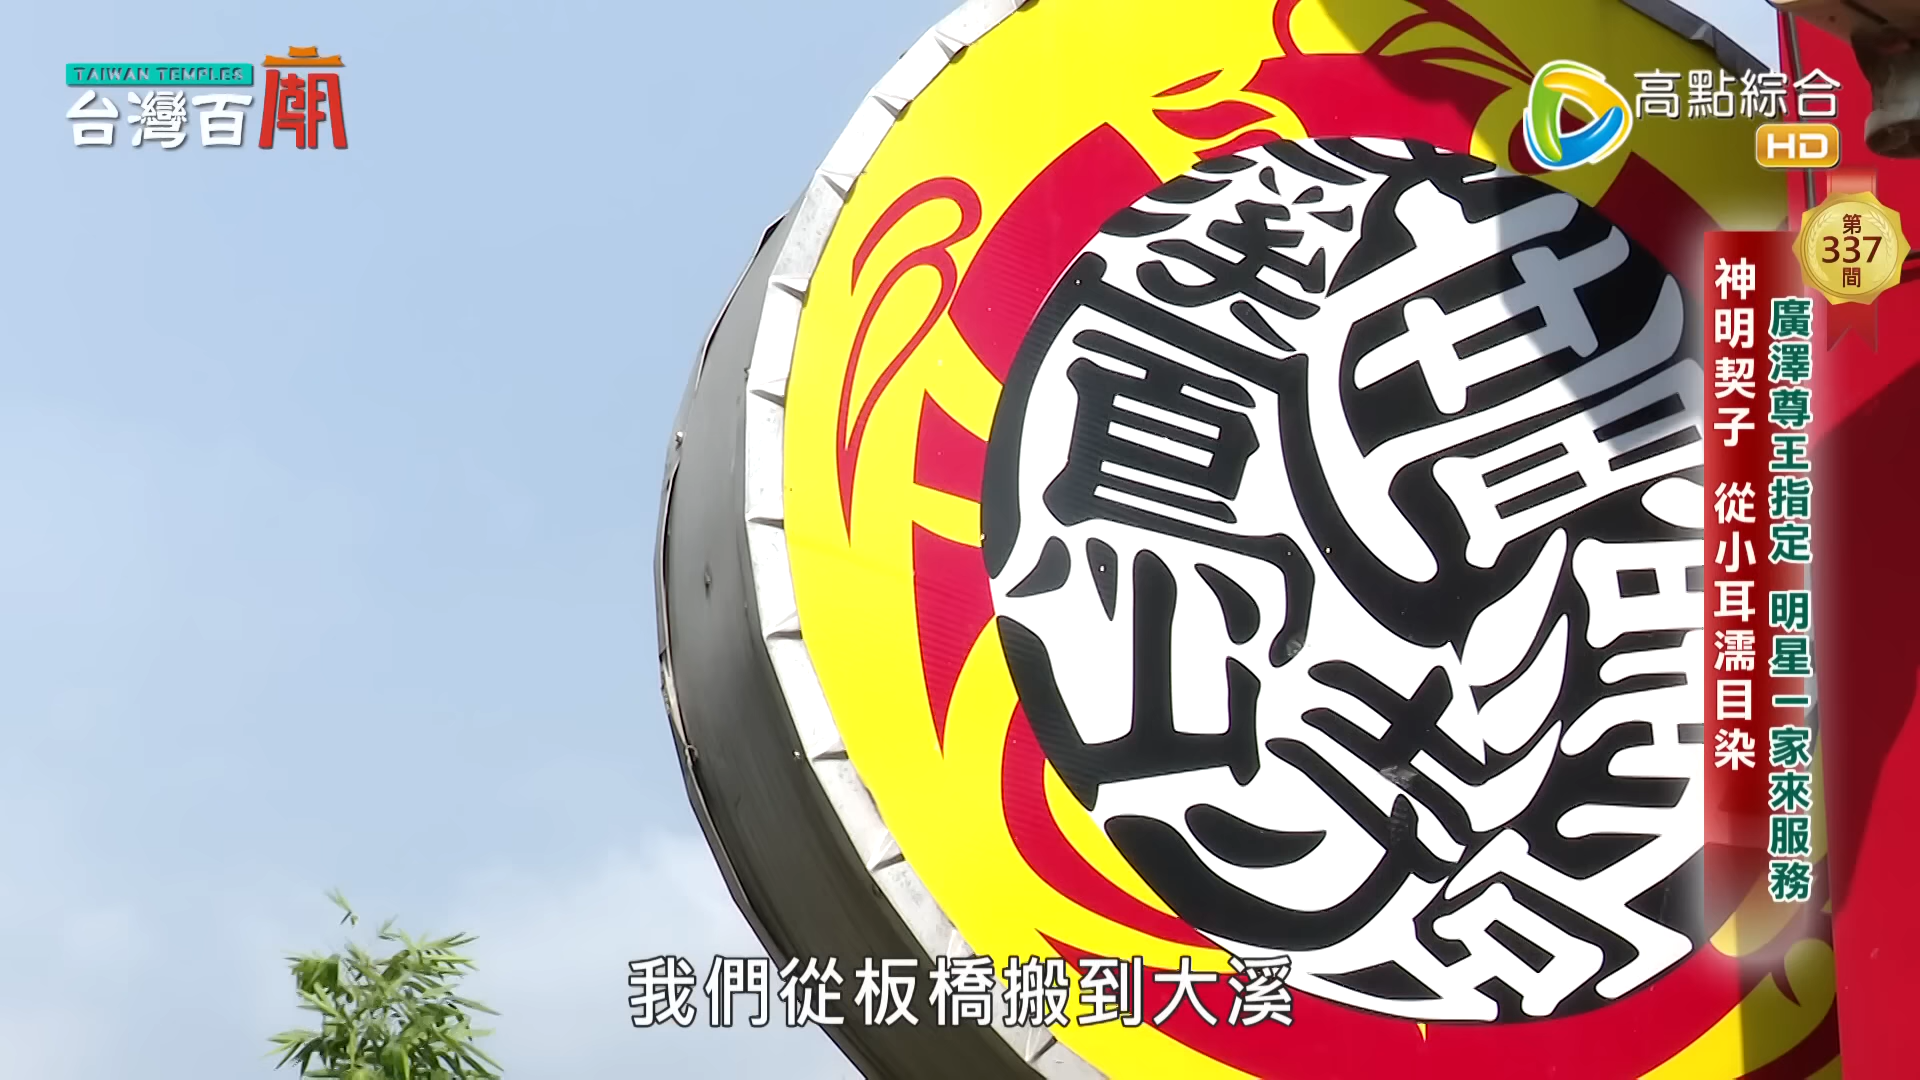 TAIWAN TEMPLES
台灣百廟
高點綜合
HD
第
337
間
廣澤尊王指定 明星一家來服務
神明契子 從小耳濡目染
我們從板橋搬到大溪